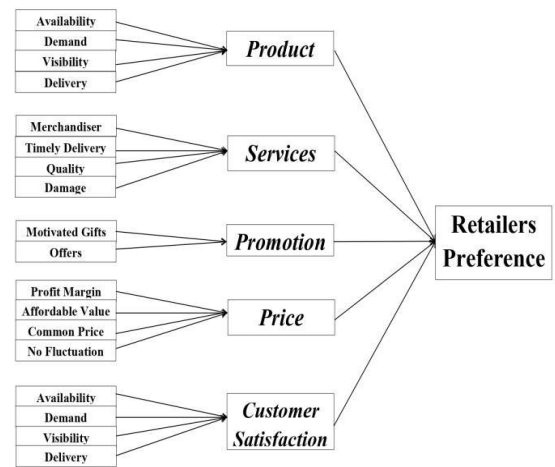 Availability
Demand
Visibility
Delivery
Product
Merchandiser
Timely Delivery
Quality
Damage
Services
Motivated Gifts
Offers
Promotion
Profit Margin
Affordable Value
Common Price
No Fluctuation
Price
Availability
Demand
Visibility
Delivery
Customer
Satisfaction
Retailers
Preference